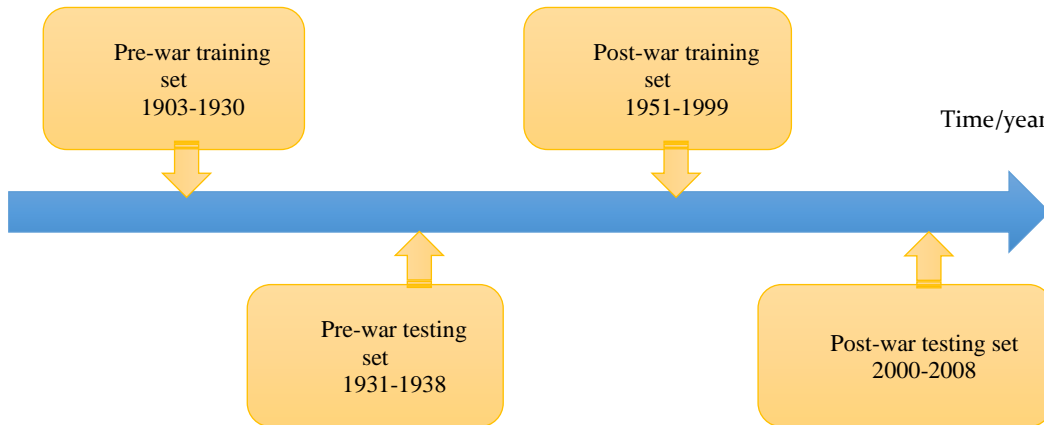 Pre-war training
set
1903-1930
Post-war training
set
1951-1999
Time/year
Pre-war testing
set
1931-1938
Post-war testing set
2000-2008